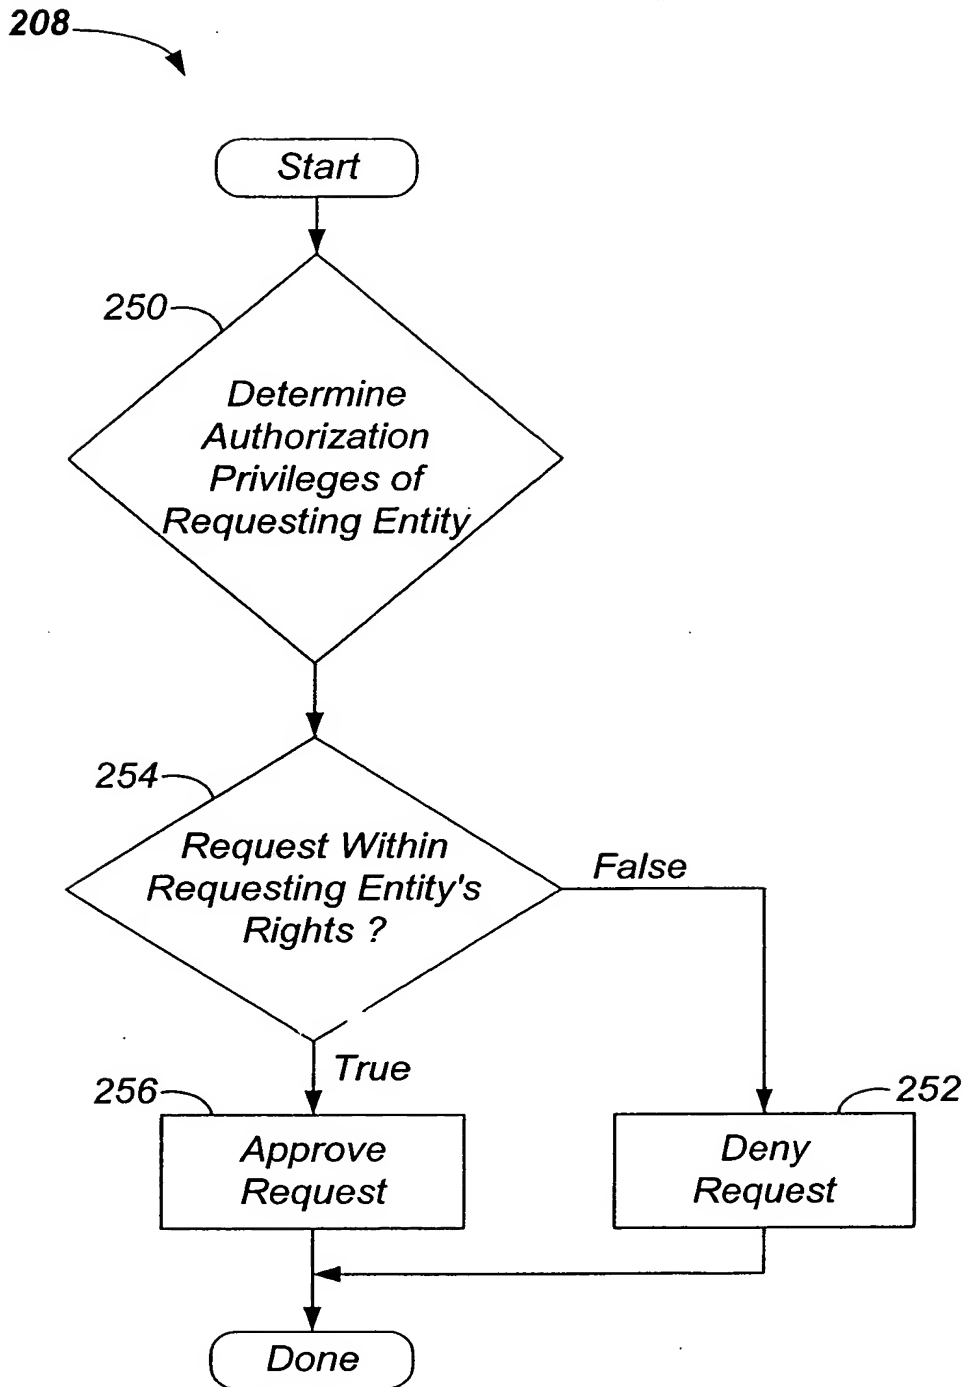 208
Start
250
Determine
Authorization
Privileges of
Requesting Entity
254
Request Within
Requesting Entity's
Rights ?
False
True
256
Approve
Request
252
Deny
Request
Done